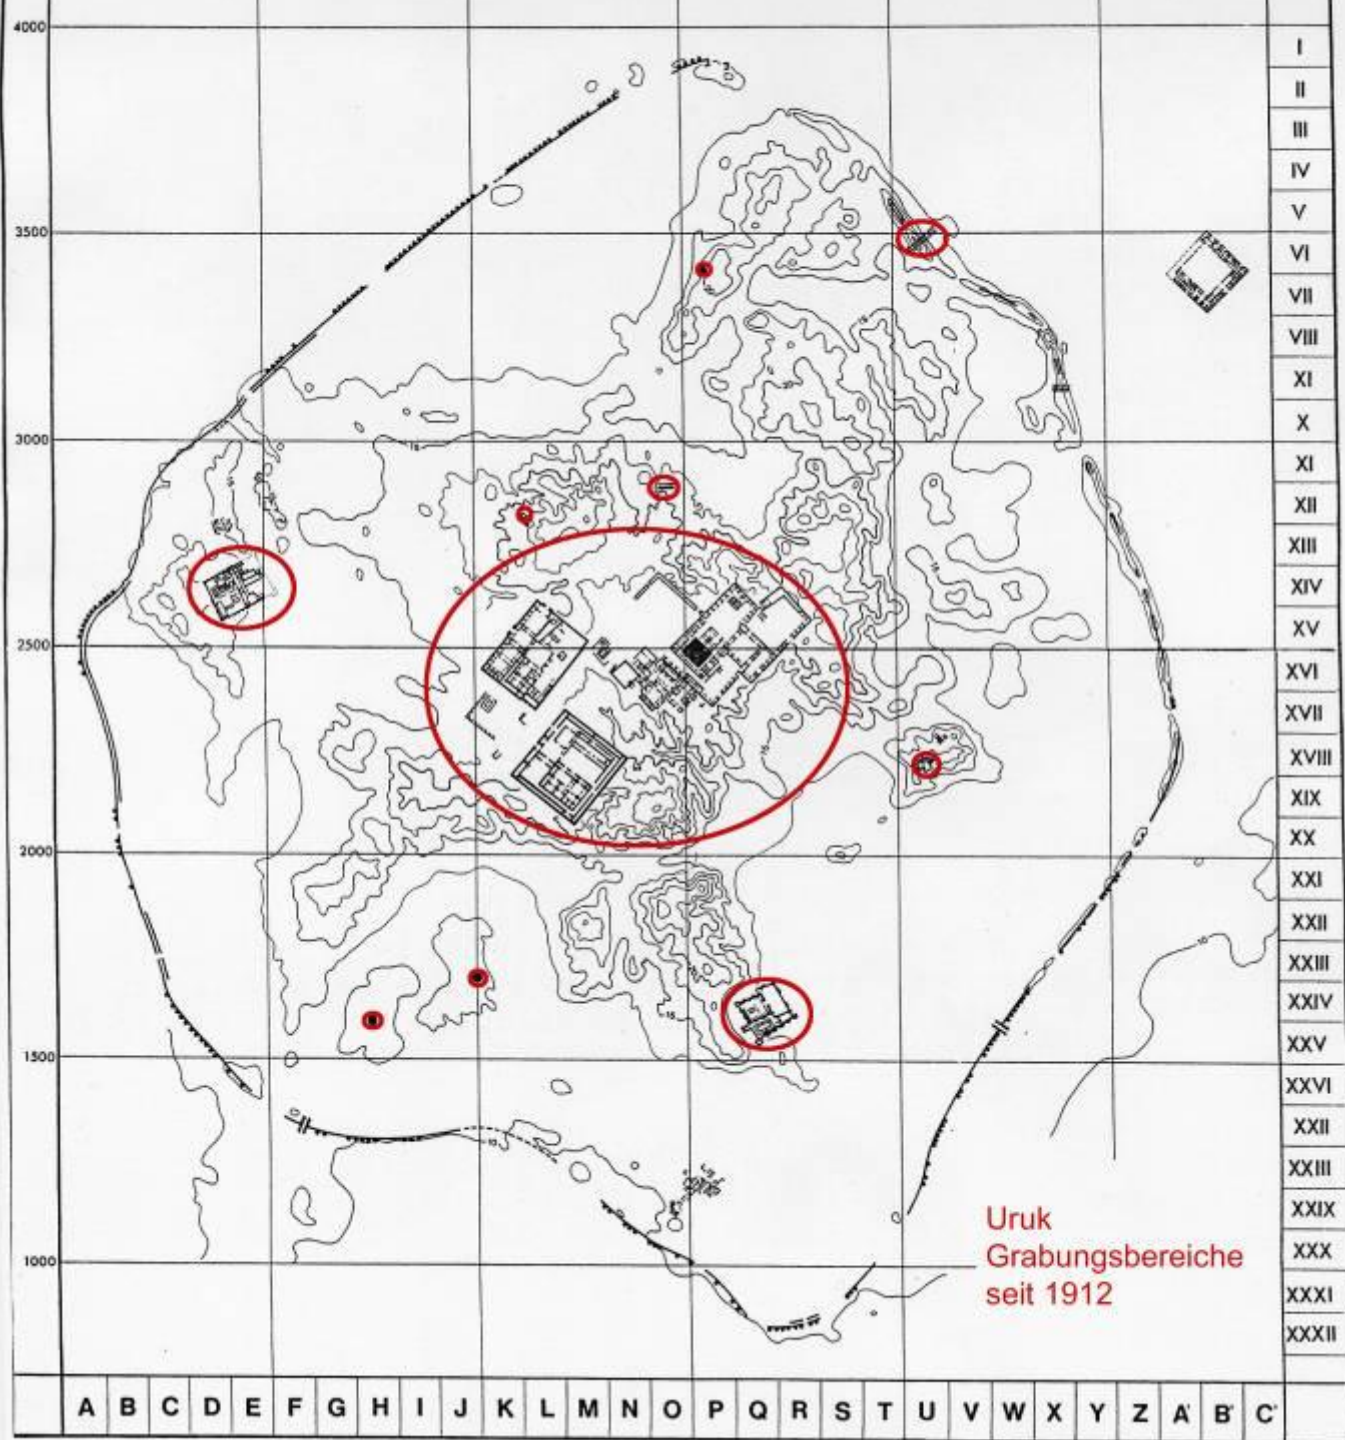 4000
I
II
III
IV
V
3500
VI
VII
VIII
XI
X
3000
XI
XII
XIII
XIV
XV
2500
XVI
XVII
XVIII
XIX
XX
2000
XXI
XXII
XXIII
XXIV
XXV
1500
XXVI
XXII
XXIII
XXIX
XXX
1000
XXXI
XXXII
Uruk
Grabungsbereiche
seit 1912
A B C D E F G H I J K L M N O P Q R S T U V W X Y Z A' B' C'